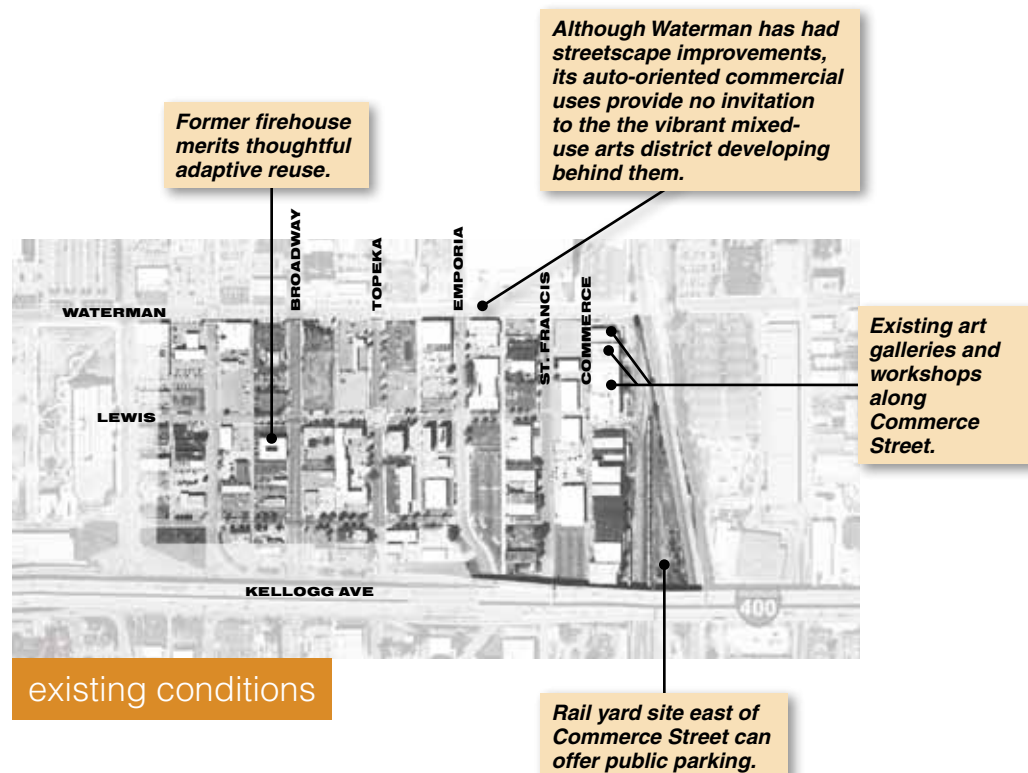 Although Waterman has had
streetscape improvements,
its auto-oriented commercial
uses provide no invitation
to the the vibrant mixed-
use arts district developing
behind them.
Former firehouse
merits thoughtful
adaptive reuse.
BROADWAY
TOPEKA
EMPORIA
ST. FRANCIS
COMMERCE
WATERMAN
Existing art
galleries and
workshops
along
Commerce
Street.
LEWIS
KELLOGG AVE
400
existing conditions
Rail yard site east of
Commerce Street can
offer public parking.